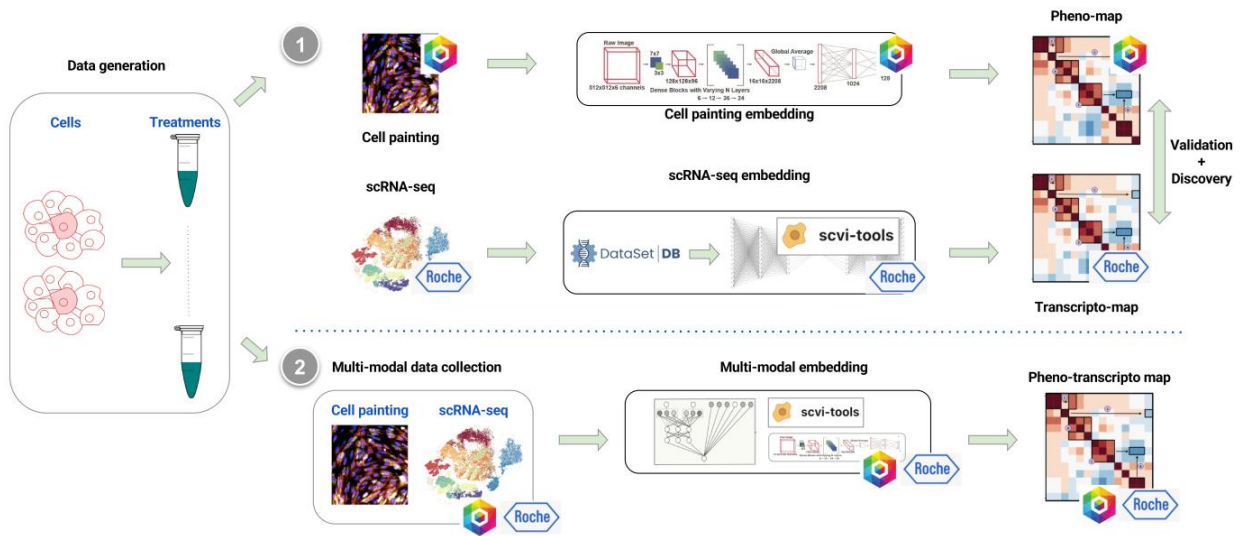 Data generation
Cells
Treatments
1
Cell painting
Raw image
7x7
3x3
512x512x6 channels
128x128x96
Dense Blocks with Varying N Layers
6 → 12 → 36 → 24
16x16x2208
Global Average
2208
1024
128
Cell painting embedding
Pheno-map
scRNA-seq
Roche
scRNA-seq embedding
DataSet|DB
scvi-tools
Roche
Roche
Transcripto-map
Validation
+
Discovery
2
Multi-modal data collection
Cell painting
scRNA-seq
Roche
Multi-modal embedding
scvi-tools
Roche
Pheno-transcripto map
Roche